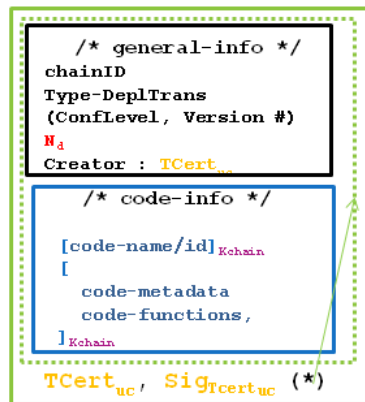 /* general-info */
chainID
Type-DeplTrans
(ConfLevel, Version #)
Nd
Creator : TCertuc
/* code-info */
[code-name/id]Kchain
[
code-metadata
code-functions,
]Kchain
TCertuc, SigTcertuc (*)